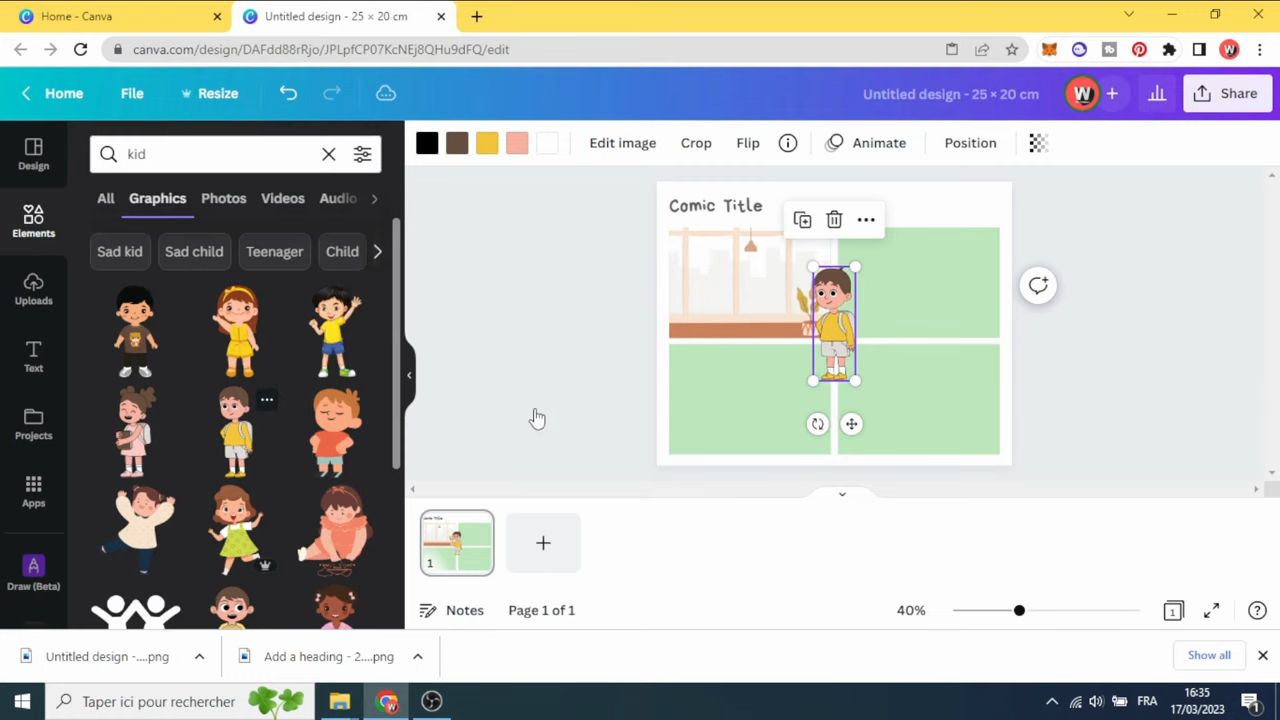 Home - Canva
Untitled design - 25 × 20 cm
canva.com/design/DAFdd88rRjo/JPLpfCP07KcNEj8QHu9dFQ/edit
Home
File
Resize
Untitled design - 25 × 20 cm
W
Share
Design
Elements
Uploads
Text
Projects
Apps
Draw (Beta)
kid
All
Graphics
Photos
Videos
Audio
Sad kid
Sad child
Teenager
Child
Edit image
Crop
Flip
Animate
Position
Comic Title
1
Notes
Page 1 of 1
40%
1
Untitled design -....png
Add a heading - 2....png
Show all
Taper ici pour rechercher
FRA
16:35
17/03/2023
1